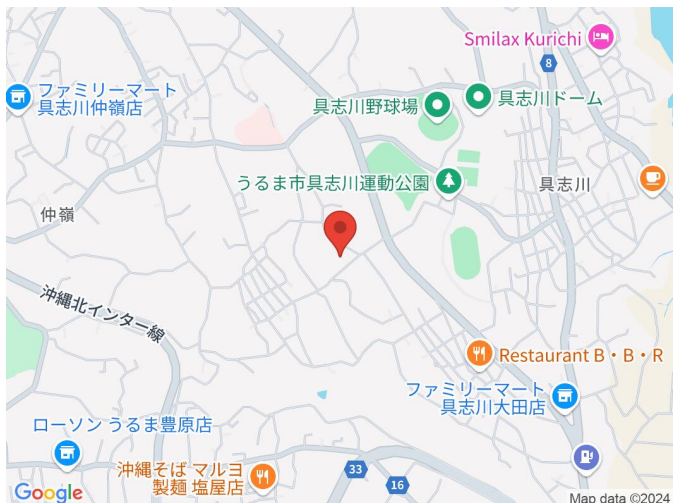 Smilax Kurichi
8
ファミリーマート
具志川仲嶺店
具志川野球場
具志川ドーム
うるま市具志川運動公園
具志川
仲嶺
沖縄北インター線
Restaurant B・B・R
ファミリーマート
具志川大田店
ローソン うるま豊原店
沖縄そば マルヨ
製麺 塩屋店
33
16
Google
Map data ©2024